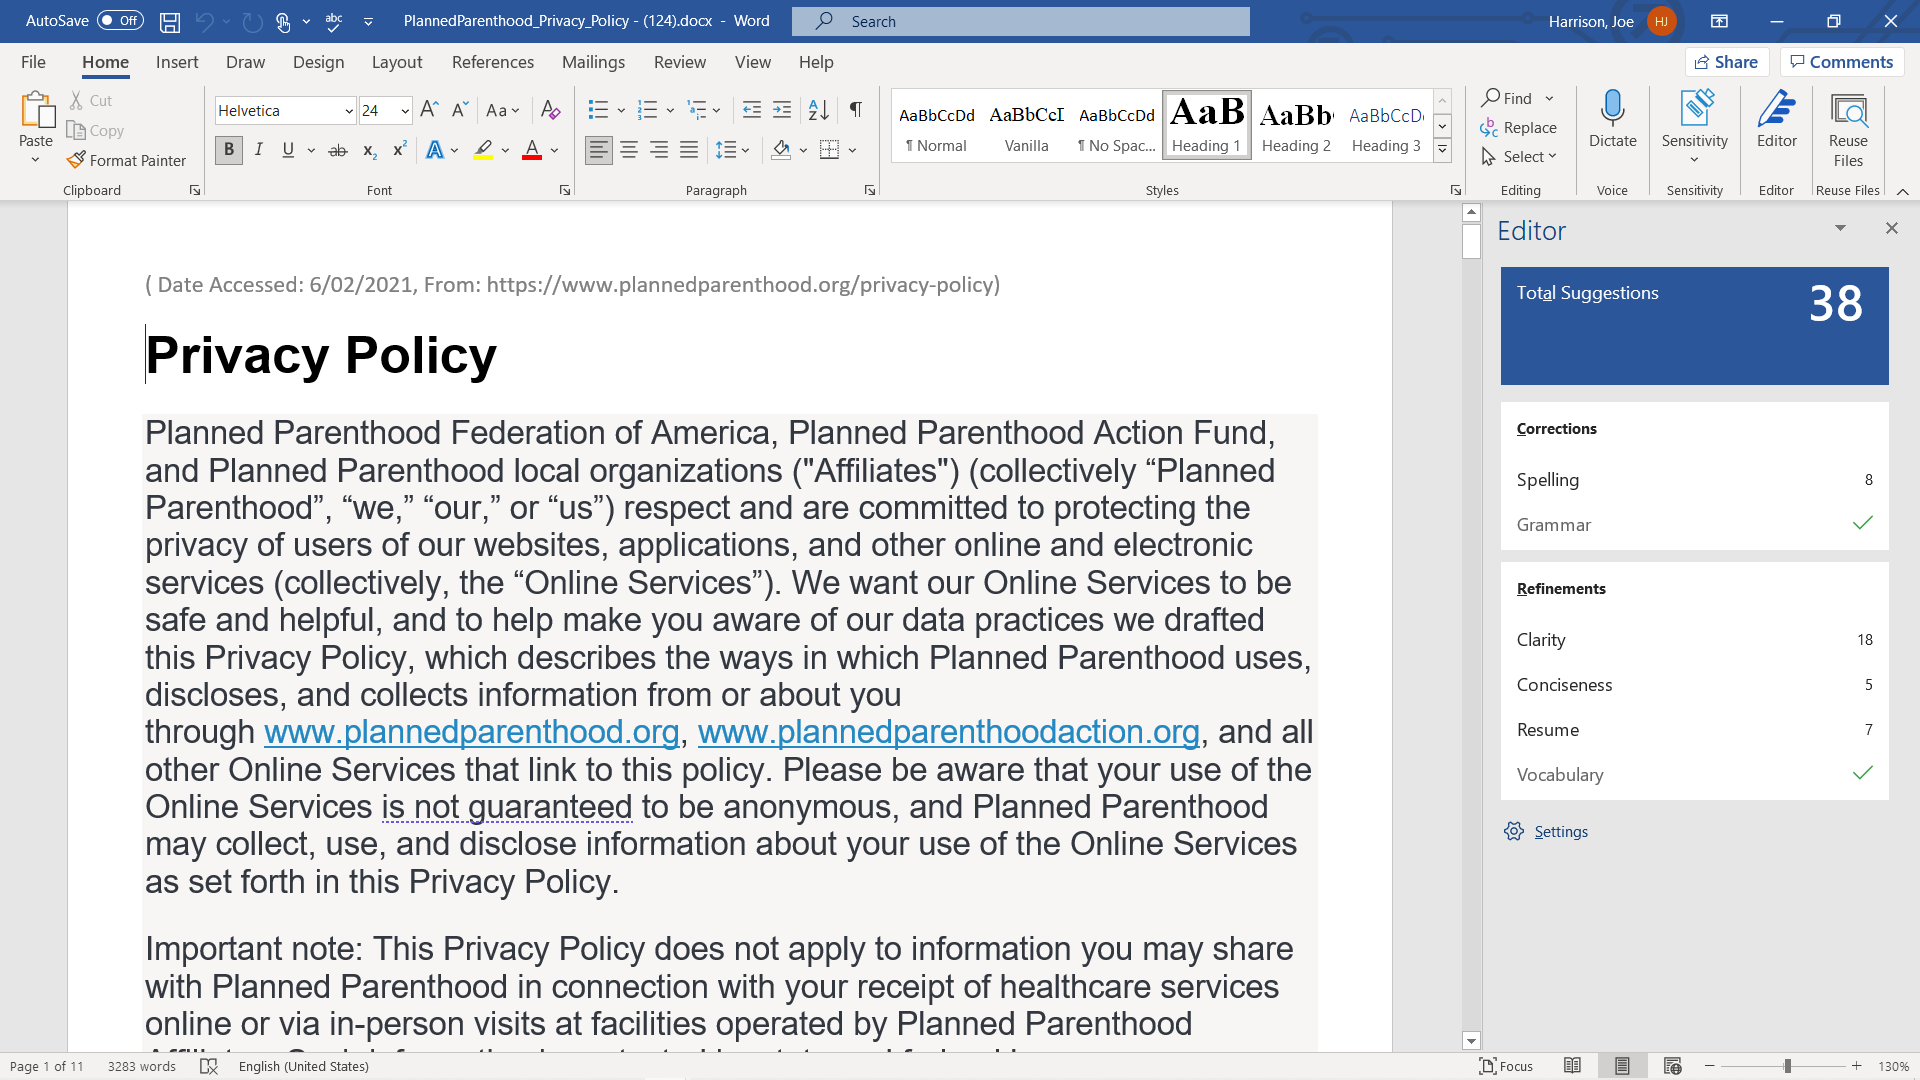 AutoSave Off PlannedParenthood_Privacy_Policy - (124).docx - Word Search Harrison, Joe HJ
File Home Insert Draw Design Layout References Mailings Review View Help Share Comments
Paste
Cut
Copy
Format Painter
Clipboard
Helvetica 24
Font
Paragraph
AaBbCcDd AaBbCcI AaBbCcDd AaB AaBb AaBbCcD
¶ Normal Vanilla ¶ No Spac... Heading 1 Heading 2 Heading 3
Styles
Find
Replace
Select
Editing
Dictate
Voice
Sensitivity
Sensitivity
Editor
Editor
Reuse
Files
Reuse Files
( Date Accessed: 6/02/2021, From: https://www.plannedparenthood.org/privacy-policy)
Privacy Policy
Planned Parenthood Federation of America, Planned Parenthood Action Fund,
and Planned Parenthood local organizations ("Affiliates") (collectively “Planned
Parenthood”, “we,” “our,” or “us”) respect and are committed to protecting the
privacy of users of our websites, applications, and other online and electronic
services (collectively, the “Online Services”). We want our Online Services to be
safe and helpful, and to help make you aware of our data practices we drafted
this Privacy Policy, which describes the ways in which Planned Parenthood uses,
discloses, and collects information from or about you
through www.plannedparenthood.org, www.plannedparenthoodaction.org, and all
other Online Services that link to this policy. Please be aware that your use of the
Online Services is not guaranteed to be anonymous, and Planned Parenthood
may collect, use, and disclose information about your use of the Online Services
as set forth in this Privacy Policy.
Important note: This Privacy Policy does not apply to information you may share
with Planned Parenthood in connection with your receipt of healthcare services
online or via in-person visits at facilities operated by Planned Parenthood
Editor
Total Suggestions 38
Corrections
Spelling 8
Grammar
Refinements
Clarity 18
Conciseness 5
Resume 7
Vocabulary
Settings
Page 1 of 11 3283 words English (United States) Focus 130%